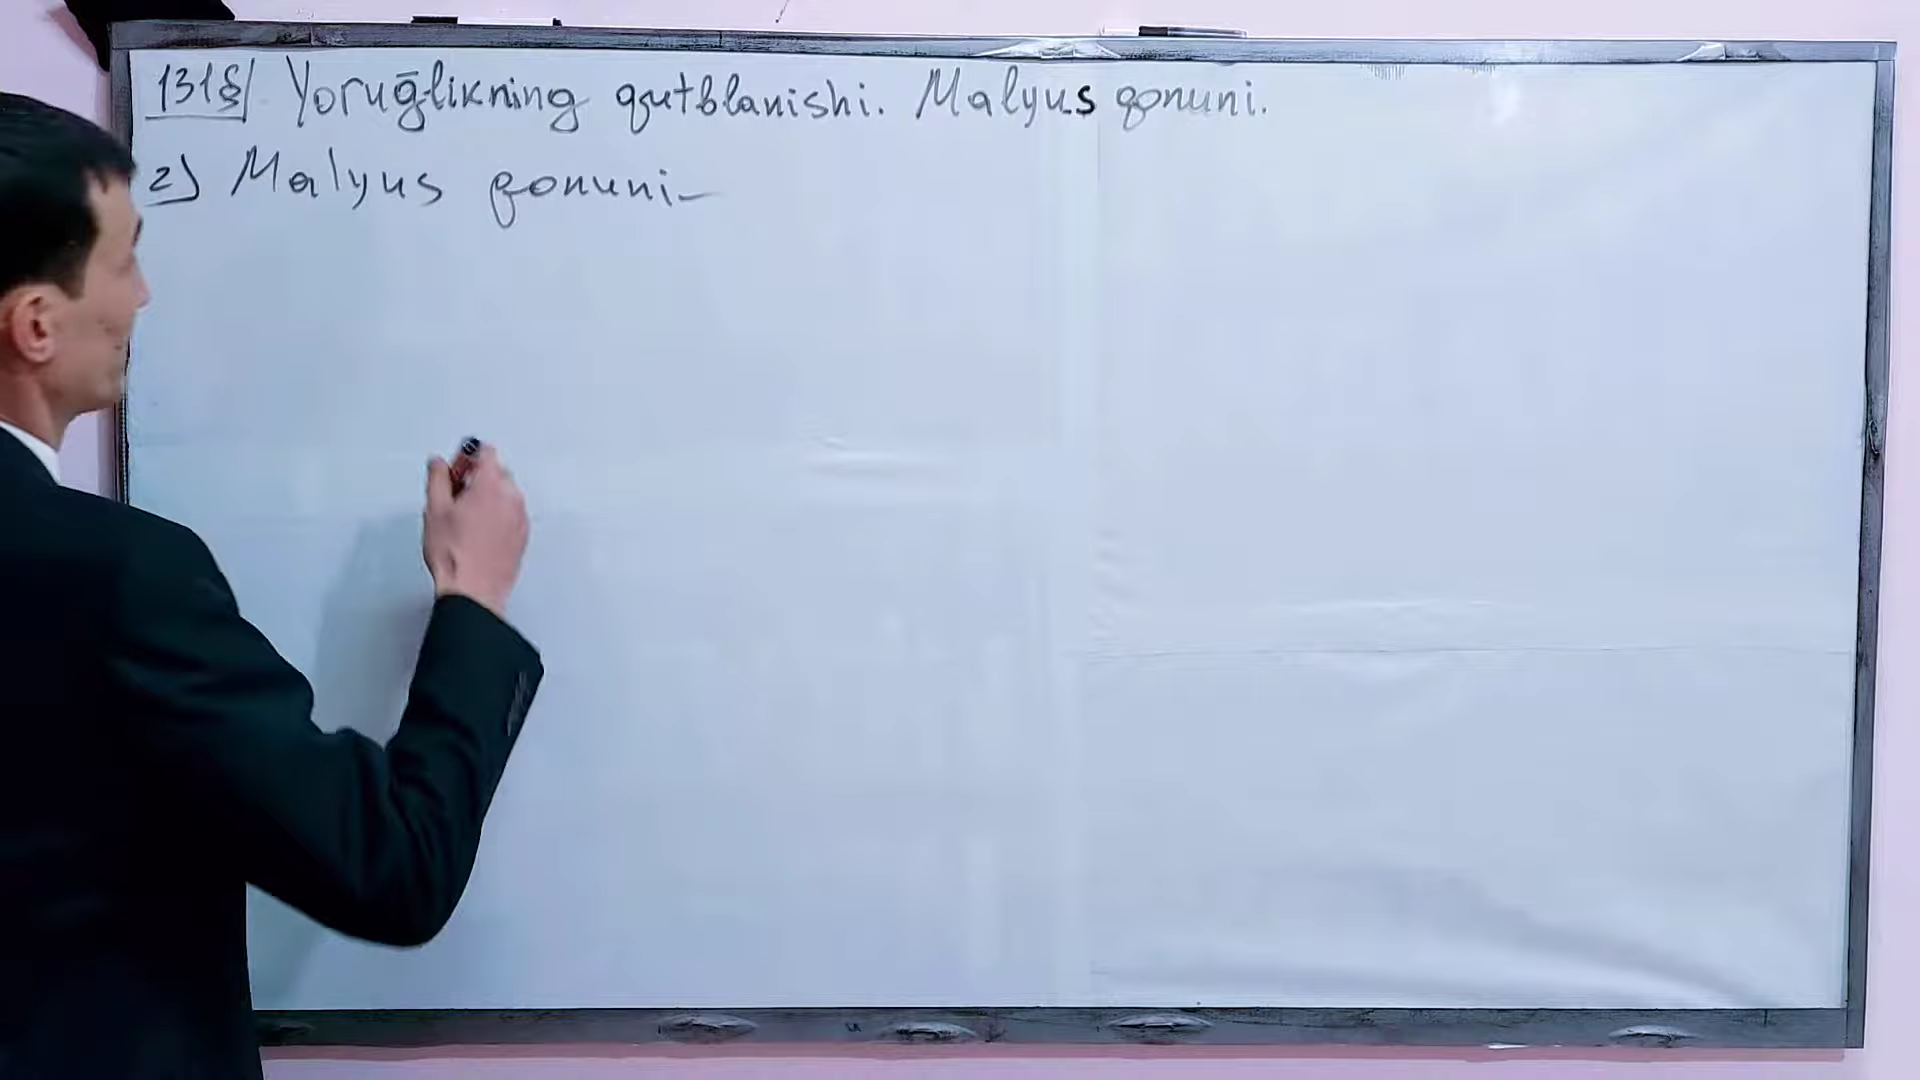 131§/ Yorug̅likning qutblanishi. Malyus qonuni.
2) Malyus qonuni-